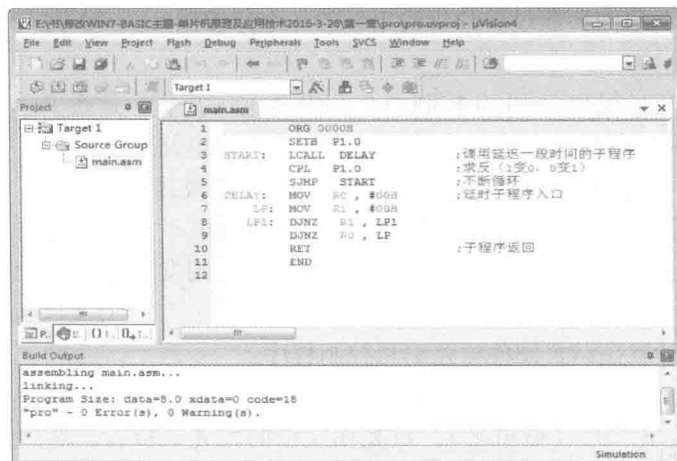 E:\书\修改WIN7-BASIC主题-单片机原理及应用技术2016-3-26\第一章\pro\pro.uvproj - µVision4
File Edit View Project Flash Debug Peripherals Tools SVCS Window Help
Target 1
Project
main.asm
Target 1
Source Group
main.asm
1 ORG 0000H
2 SETB P1.0
3 START: LCALL DELAY ;调用延迟一段时间的子程序
4 CPL P1.0 ;求反（1变0，0变1）
5 SJMP START ;不断循环
6 DELAY: MOV R0 , #00H ;延时子程序入口
7 LP: MOV R1 , #00H
8 LP1: DJNZ R1 , LP1
9 DJNZ R0 , LP
10 RET ;子程序返回
11 END
12
Build Output
assembling main.asm...
linking...
Program Size: data=8.0 xdata=0 code=18
"pro" - 0 Error(s), 0 Warning(s).
Simulation